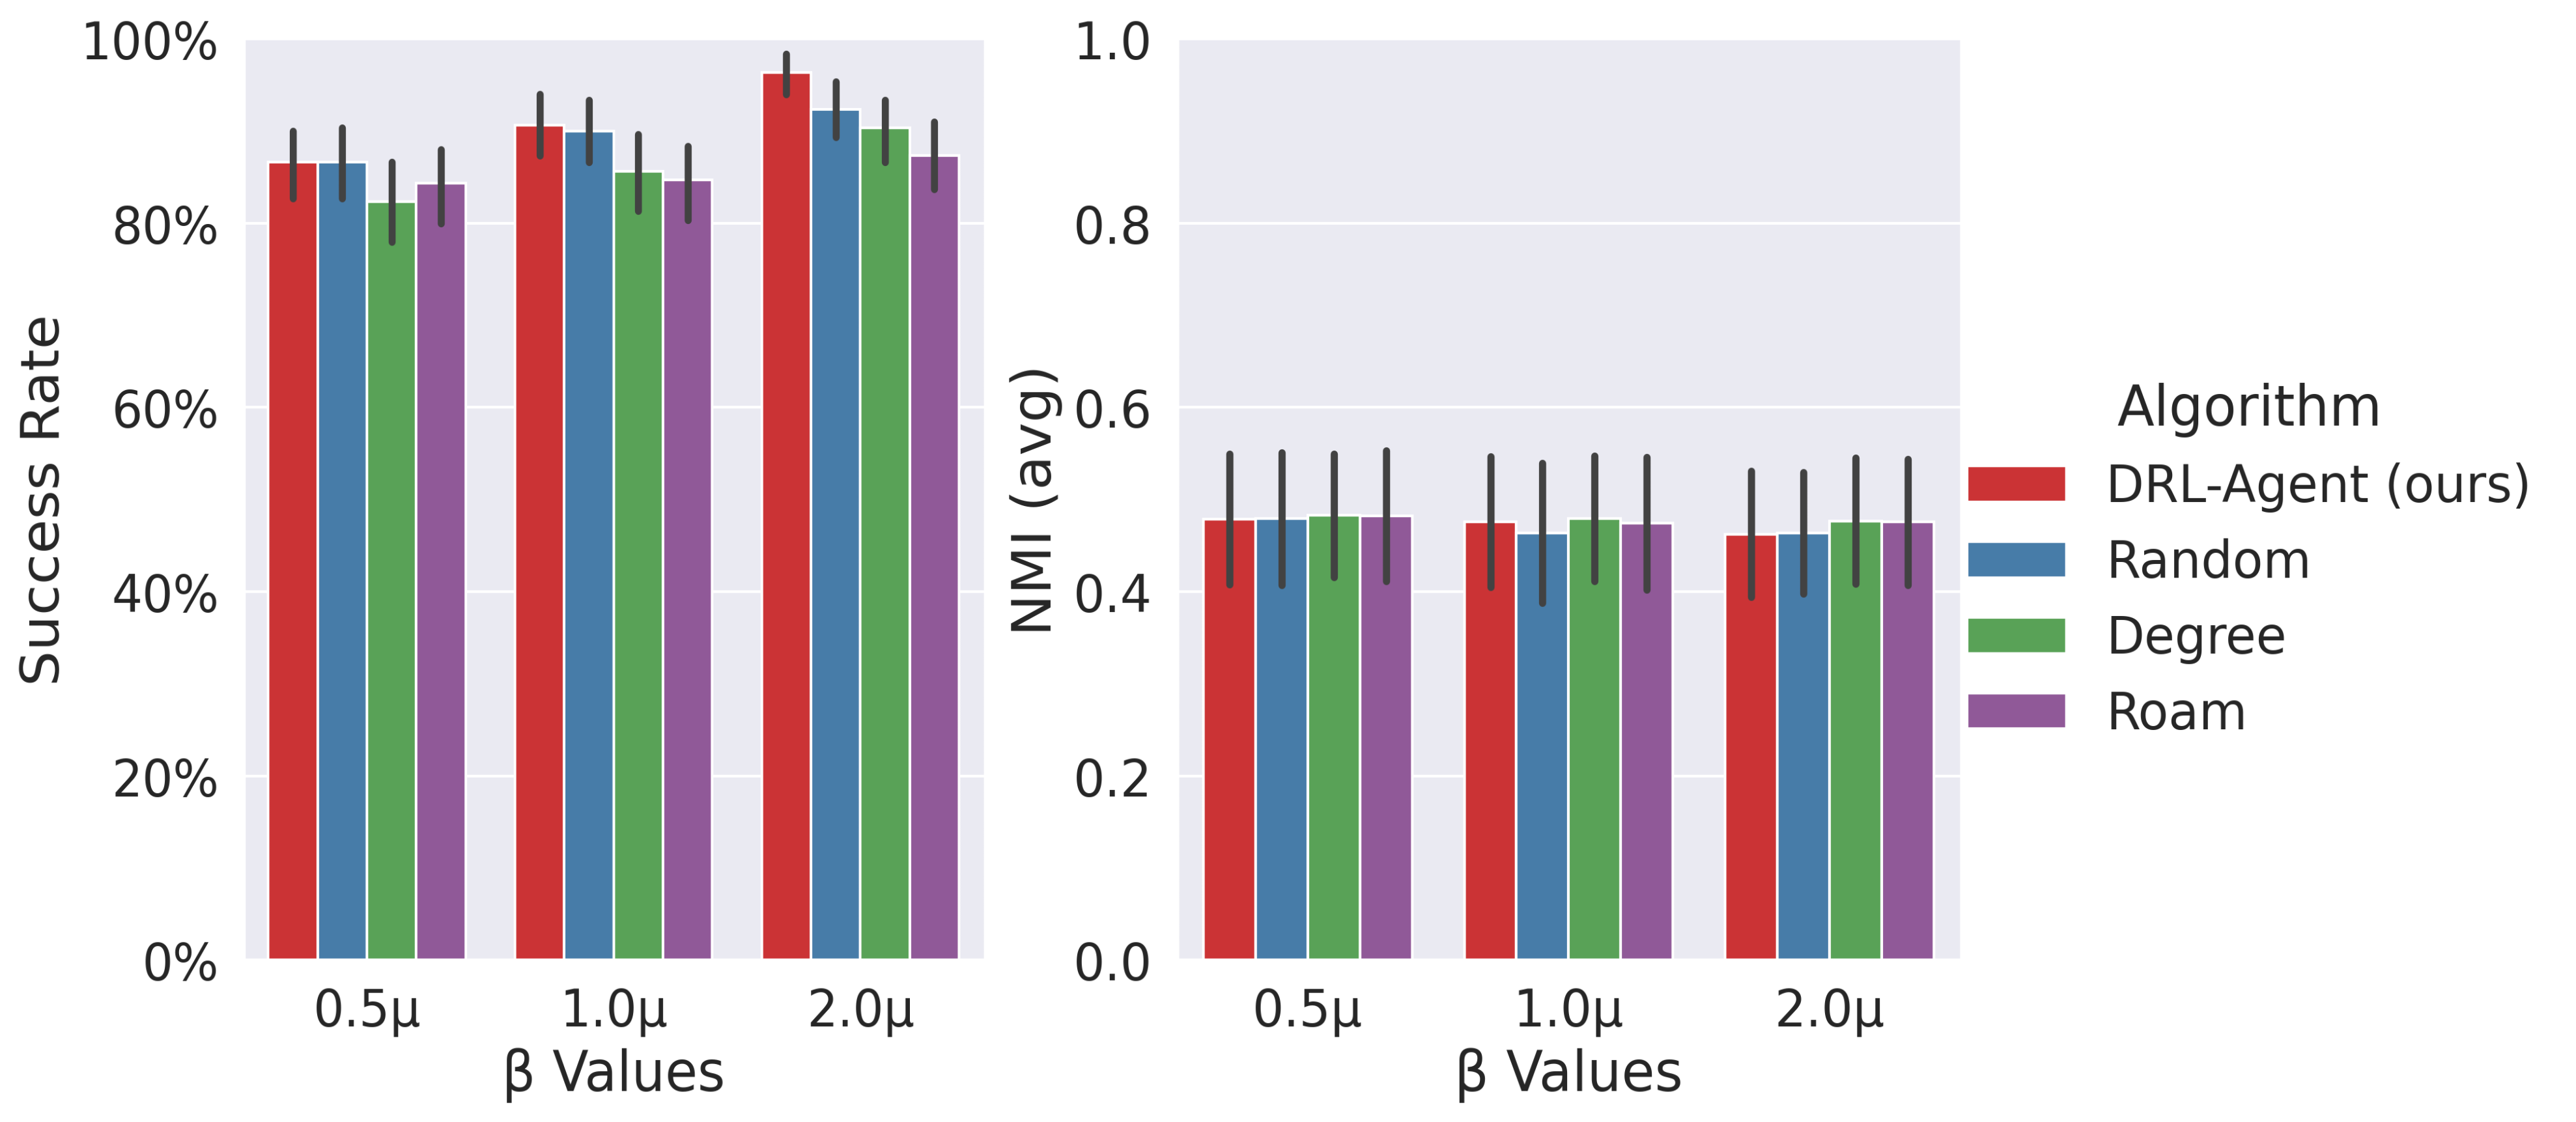 100%
80%
60%
40%
20%
0%
Success Rate
0.5μ 1.0μ 2.0μ
β Values
1.0
0.8
0.6
0.4
0.2
0.0
NMI (avg)
0.5μ 1.0μ 2.0μ
β Values
Algorithm
DRL-Agent (ours)
Random
Degree
Roam